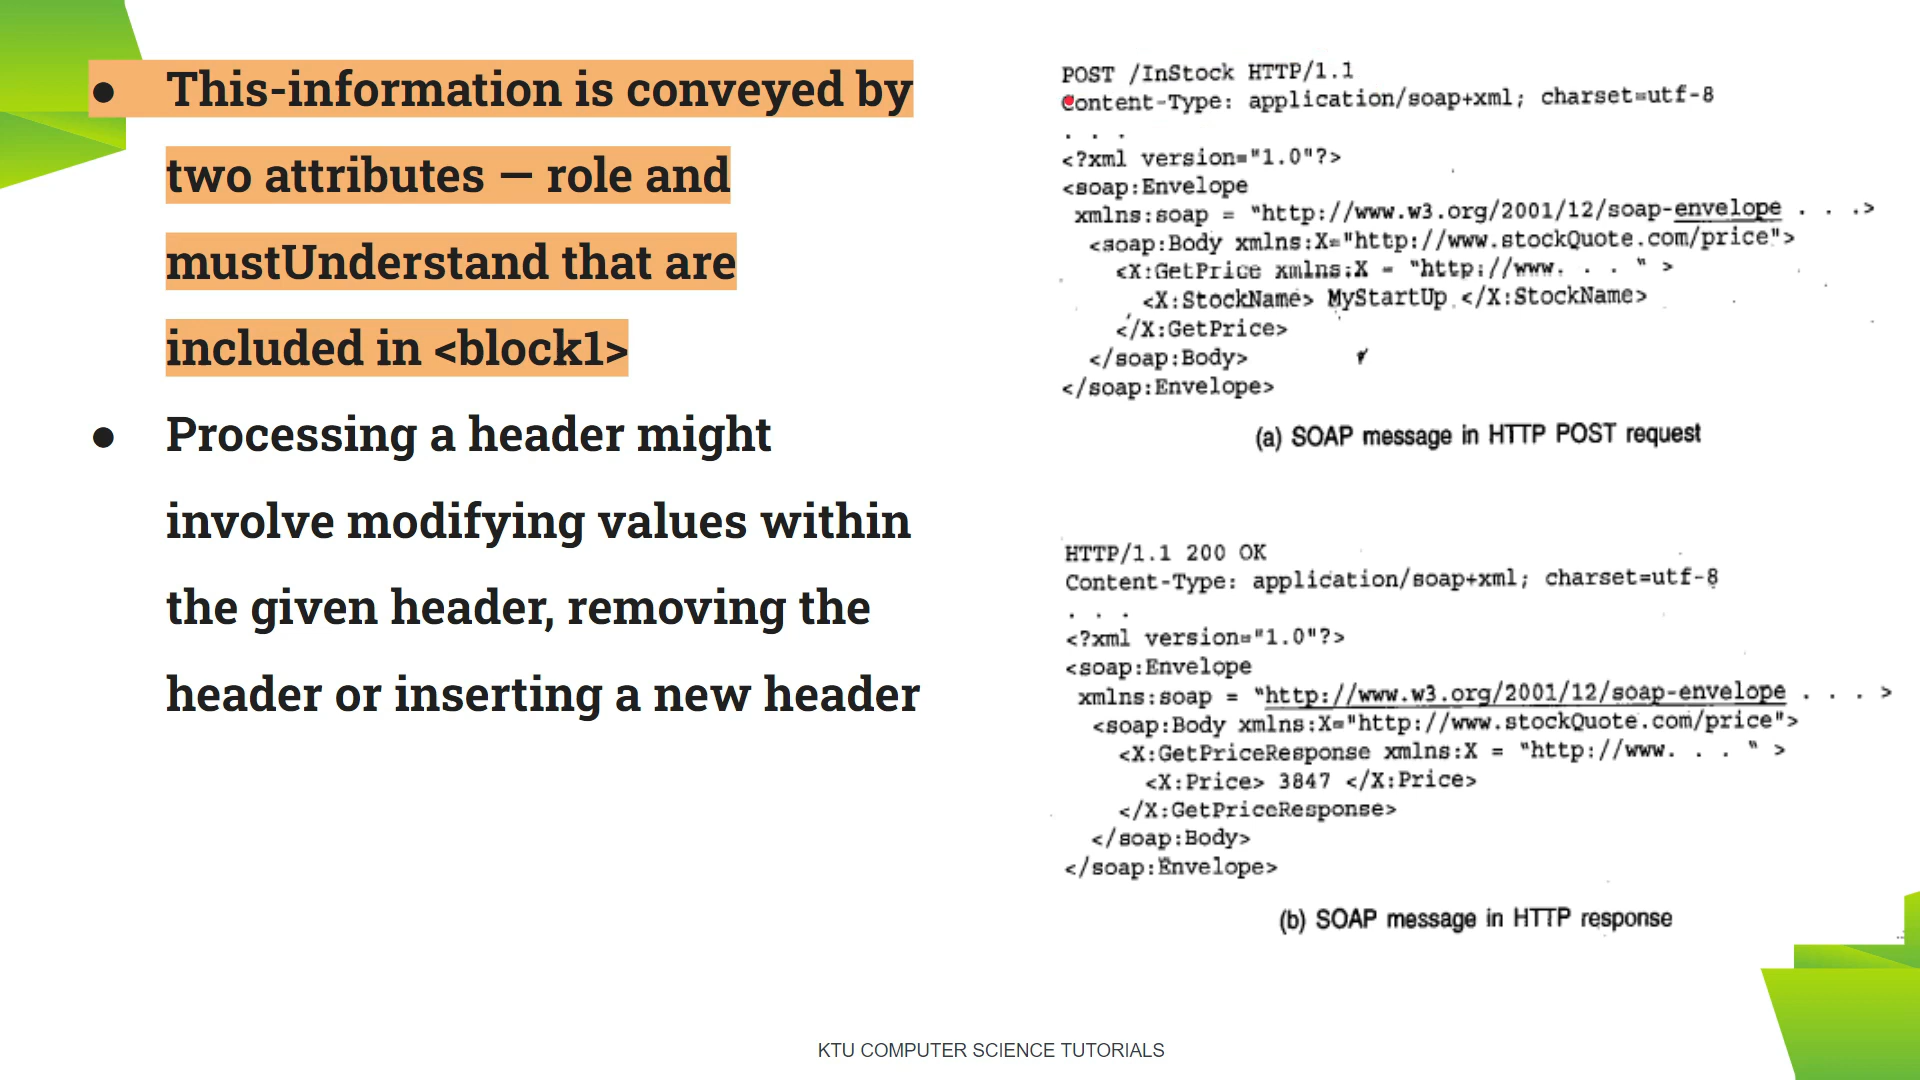 ● This-information is conveyed by
two attributes — role and
mustUnderstand that are
included in <block1>
● Processing a header might
involve modifying values within
the given header, removing the
header or inserting a new header
POST /InStock HTTP/1.1
Content-Type: application/soap+xml; charset=utf-8
. . .
<?xml version="1.0"?>
<soap:Envelope
xmlns:soap = "http://www.w3.org/2001/12/soap-envelope . . .>
<soap:Body xmlns:X="http://www.stockQuote.com/price">
<X:GetPrice xmlns:X = "http://www. . . " >
<X:StockName> MyStartUp </X:StockName>
</X:GetPrice>
</soap:Body>
</soap:Envelope>
(a) SOAP message in HTTP POST request
HTTP/1.1 200 OK
Content-Type: application/soap+xml; charset=utf-8
. . .
<?xml version="1.0"?>
<soap:Envelope
xmlns:soap = "http://www.w3.org/2001/12/soap-envelope . . . >
<soap:Body xmlns:X="http://www.stockQuote.com/price">
<X:GetPriceResponse xmlns:X = "http://www. . . " >
<X:Price> 3847 </X:Price>
</X:GetPriceResponse>
</soap:Body>
</soap:Envelope>
(b) SOAP message in HTTP response
KTU COMPUTER SCIENCE TUTORIALS